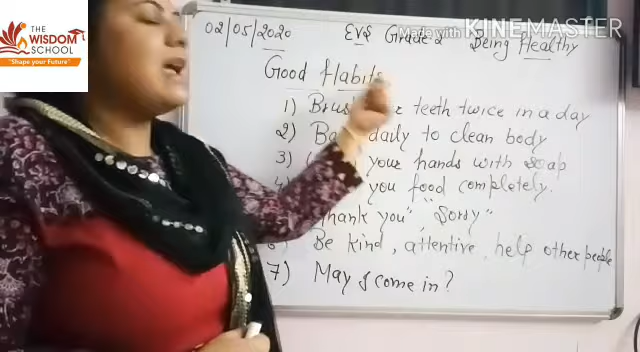 THE
WISDOM
SCHOOL
"Shape your Future"
Made with KINEMASTER
02/05/2020 EVS Grade-2 Being Healthy
Good Habits
1) Brush teeth twice in a day
2) daily to clean body
3) your hands with soap
you food completely.
Thank you" "Sorry"
Be kind, attentive, help other people
7) May I come in?